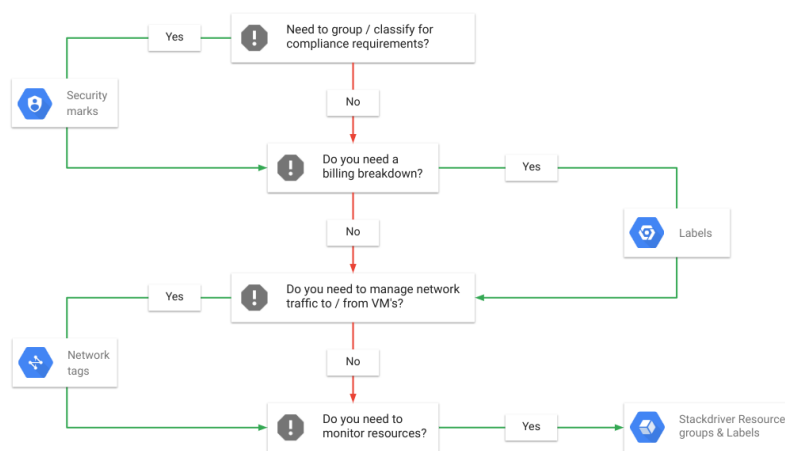 Need to group / classify for
compliance requirements?
Yes
Security
marks
No
Do you need a
billing breakdown?
Yes
Labels
No
Do you need to manage network
traffic to / from VM's?
Yes
Network
tags
No
Do you need to
monitor resources?
Yes
Stackdriver Resource
groups & Labels